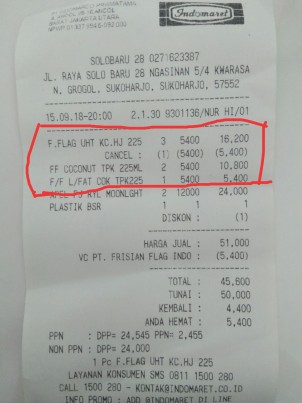 Indomaret
SOLOBARU 28 0271623387
JL. RAYA SOLO BARU 28 NGASINAN 5/4 KWARASA
N, GROGOL, SUKOHARJO, SUKOHARJO, 57552
15.09.18-20:00 2.1.30 9301136/NUR HI/01
F.FLAG UHT KC.HJ 225 3 5400 16,200
CANCEL : (1) (5400) (5,400)
FF COCONUT TPK 225ML 2 5400 10,800
F/F L/FAT COK TPK225 1 5400 5,400
RYL MOONLGHT 2 12000 24,000
PLASTIK BSR 1 1 1
DISKON : (1)
HARGA JUAL : 51,000
VC PT. FRISIAN FLAG INDO : (5,400)
TOTAL : 45,600
TUNAI : 50,000
KEMBALI : 4,400
ANDA HEMAT : 5,400
PPN : DPP= 24,545 PPN= 2,455
NON PPN : DPP= 24,000
1 Pc F.FLAG UHT KC.HJ 225
LAYANAN KONSUMEN SMS 0811 1500 280
CALL 1500 280 - KONTAK@INDOMARET.CO.ID
INFO PROMO : ADD @INDOMARET DI LINE